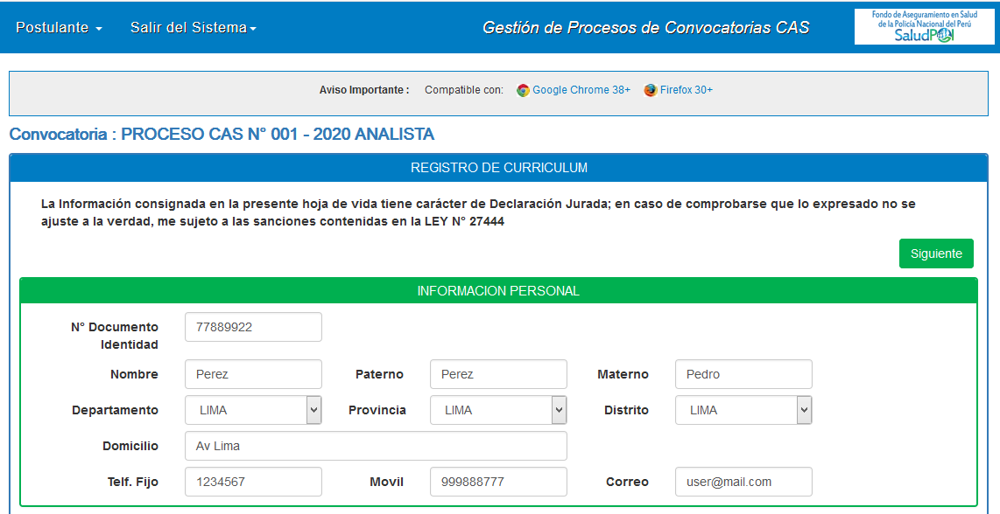 Postulante Salir del Sistema Gestión de Procesos de Convocatorias CAS
Fondo de Aseguramiento en Salud
de la Policía Nacional del Perú
SaludPOl
Aviso Importante : Compatible con: Google Chrome 38+ Firefox 30+
Convocatoria : PROCESO CAS N° 001 - 2020 ANALISTA
REGISTRO DE CURRICULUM
La Información consignada en la presente hoja de vida tiene carácter de Declaración Jurada; en caso de comprobarse que lo expresado no se
ajuste a la verdad, me sujeto a las sanciones contenidas en la LEY N° 27444
Siguiente
INFORMACION PERSONAL
N° Documento
Identidad
77889922
Nombre Perez Paterno Perez Materno Pedro
Departamento LIMA Provincia LIMA Distrito LIMA
Domicilio Av Lima
Telf. Fijo 1234567 Movil 999888777 Correo user@mail.com